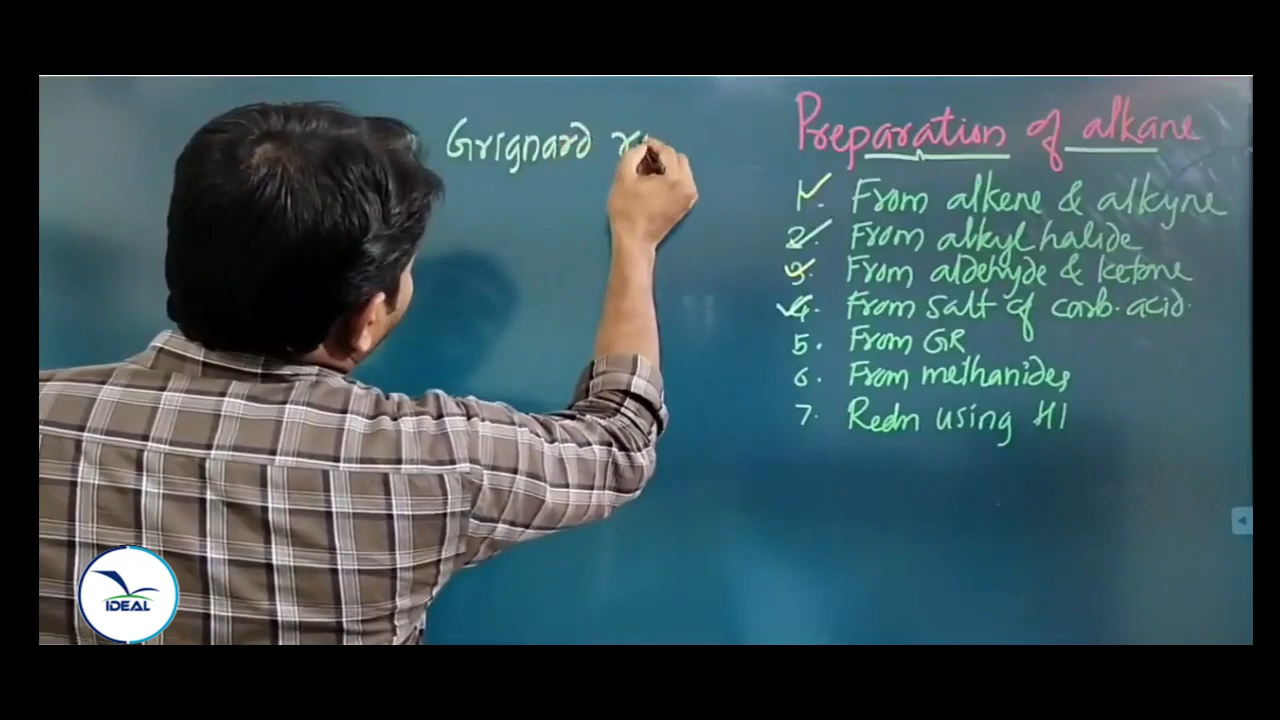 Grignard
Preparation of alkane
1. From alkene & alkyne
2. From alkyl halide
3. From aldehyde & ketone
4. From salt of carb. acid.
5. From GR
6. From methanides
7. Redn using HI
IDEAL